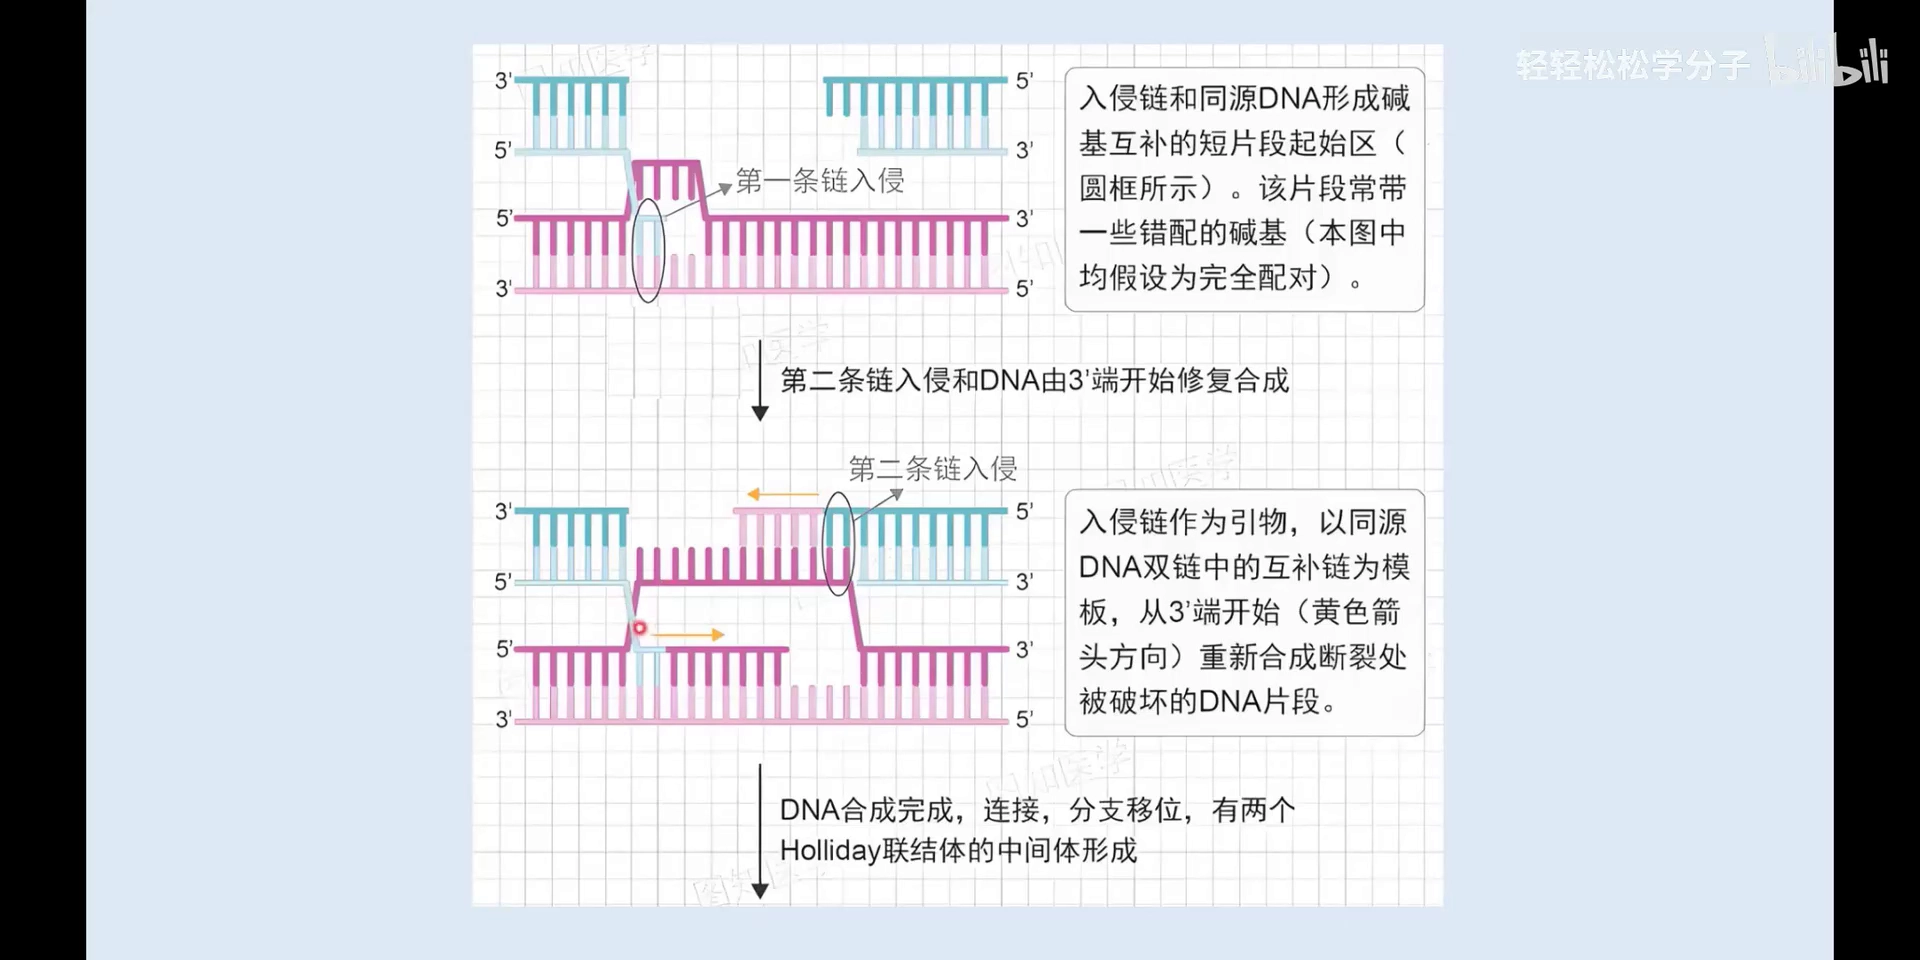 轻轻松松学分子 bilibili
3' 5'
5' 3'
第一条链入侵
5' 3'
3' 5'
入侵链和同源DNA形成碱
基互补的短片段起始区（
圆框所示）。该片段常带
一些错配的碱基（本图中
均假设为完全配对）。
第二条链入侵和DNA由3'端开始修复合成
第二条链入侵
3' 5'
5' 3'
5' 3'
3' 5'
入侵链作为引物，以同源
DNA双链中的互补链为模
板，从3'端开始（黄色箭
头方向）重新合成断裂处
被破坏的DNA片段。
DNA合成完成，连接，分支移位，有两个
Holliday联结体的中间体形成